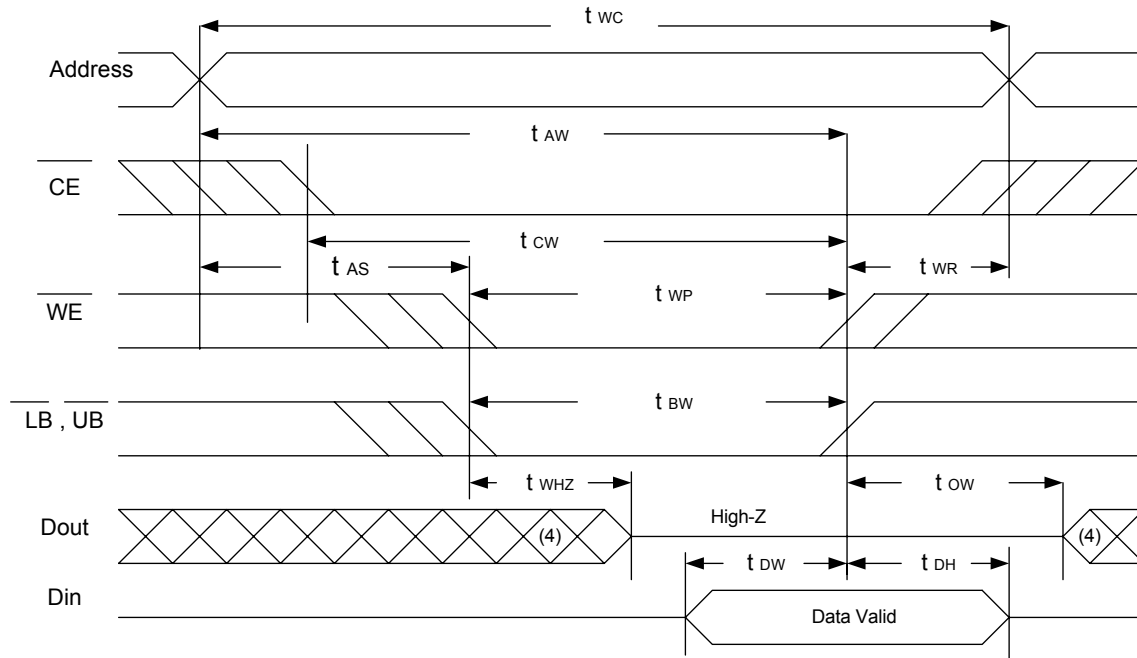 t WC
Address
t AW
CE
t CW
t AS
t WR
WE
t WP
LB , UB
t BW
t WHZ
t OW
Dout
(4)
High-Z
(4)
t DW
t DH
Din
Data Valid